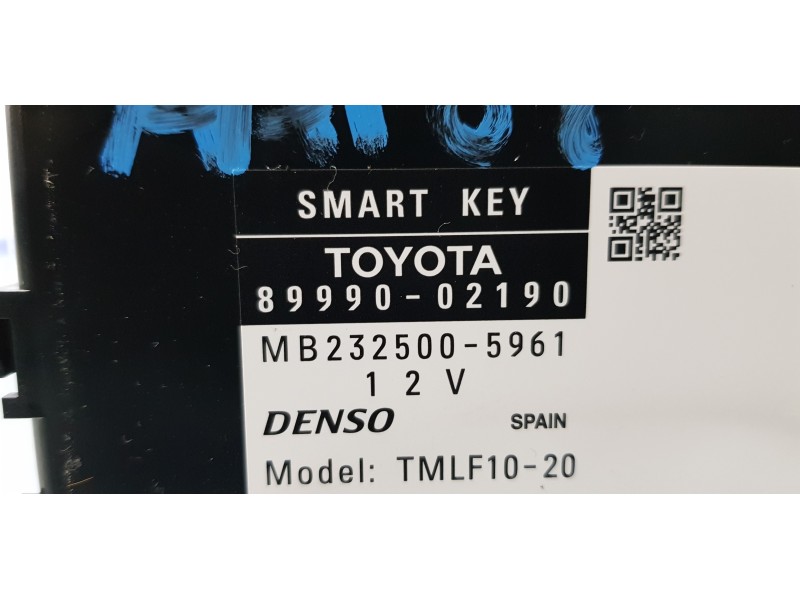 SMART KEY
TOYOTA
89990-02190
MB232500-5961
12V
DENSO SPAIN
Model: TMLF10-20